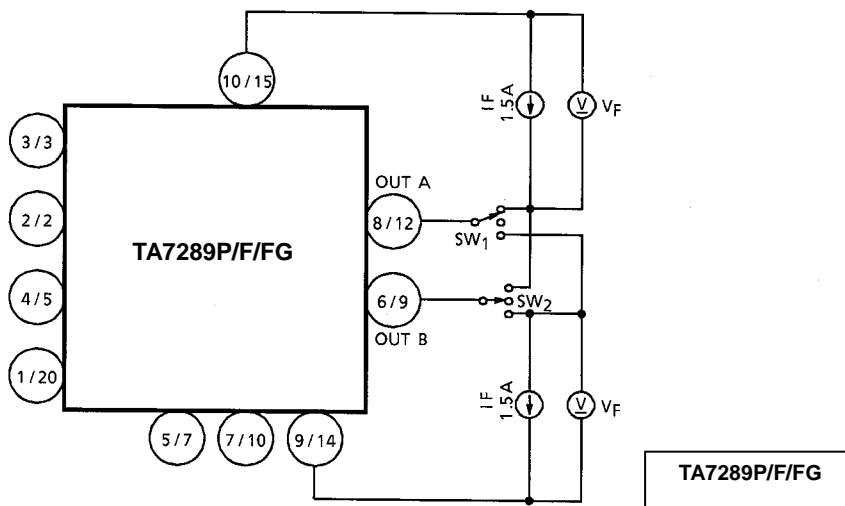 10/15
IF
1.5A
V
VF
3/3
OUT A
2/2
8/12
SW1
TA7289P/F/FG
4/5
6/9
SW2
OUT B
1/20
IF
1.5A
V
VF
5/7
7/10
9/14
TA7289P/F/FG